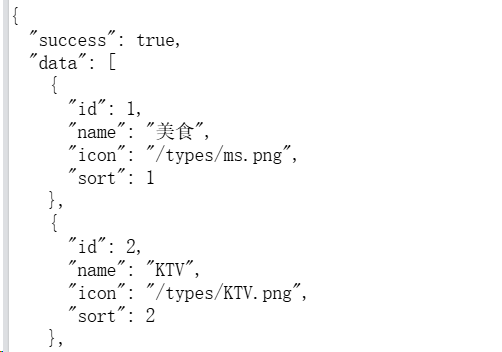 {
"success": true,
"data": [
{
"id": 1,
"name": "美食",
"icon": "/types/ms.png",
"sort": 1
},
{
"id": 2,
"name": "KTV",
"icon": "/types/KTV.png",
"sort": 2
},